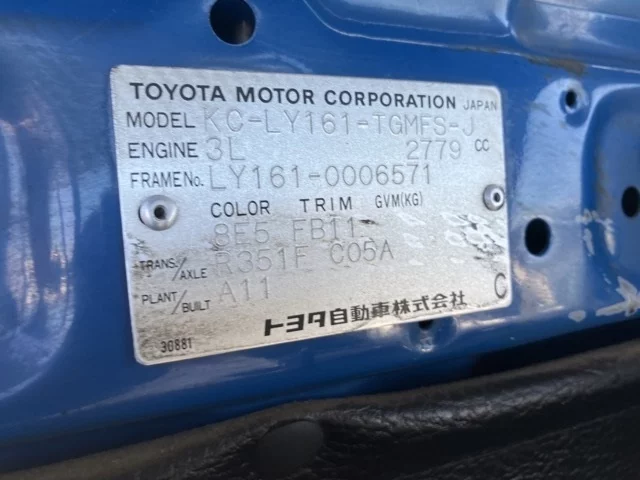 TOYOTA MOTOR CORPORATION JAPAN
MODEL KC-LY161-TGMFS-J
ENGINE 3L 2779 CC
FRAME No. LY161-0006571
COLOR TRIM GVM(KG)
8E5 FB11
TRANS./AXLE R351F C05A
PLANT/BUILT A11
トヨタ自動車株式会社 C
30881